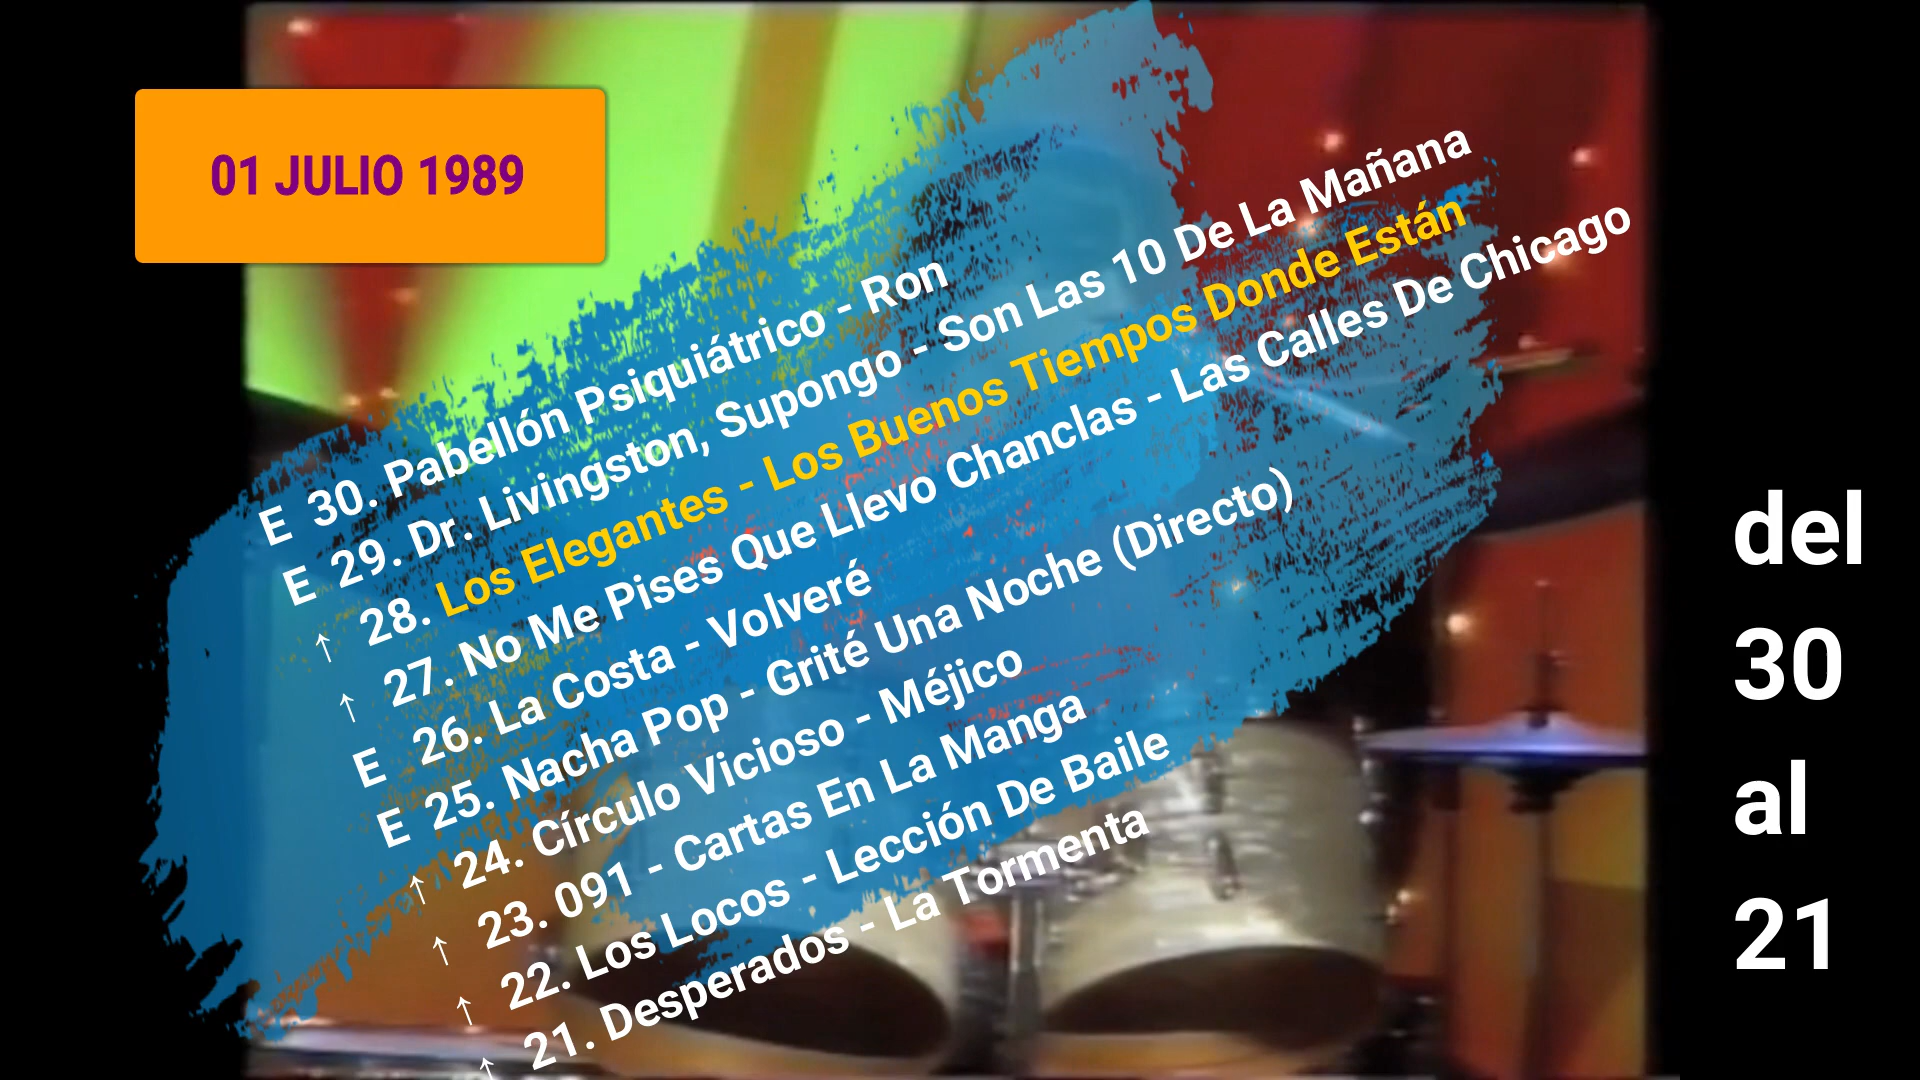 01 JULIO 1989
E 30. Pabellón Psiquiátrico - Ron
E 29. Dr. Livingston, Supongo - Son Las 10 De La Mañana
↑ 28. Los Elegantes - Los Buenos Tiempos Donde Están
↑ 27. No Me Pises Que Llevo Chanclas - Las Calles De Chicago
E 26. La Costa - Volveré
E 25. Nacha Pop - Grité Una Noche (Directo)
↑ 24. Círculo Vicioso - Méjico
↑ 23. 091 - Cartas En La Manga
↑ 22. Los Locos - Lección De Baile
↑ 21. Desperados - La Tormenta
del
30
al
21